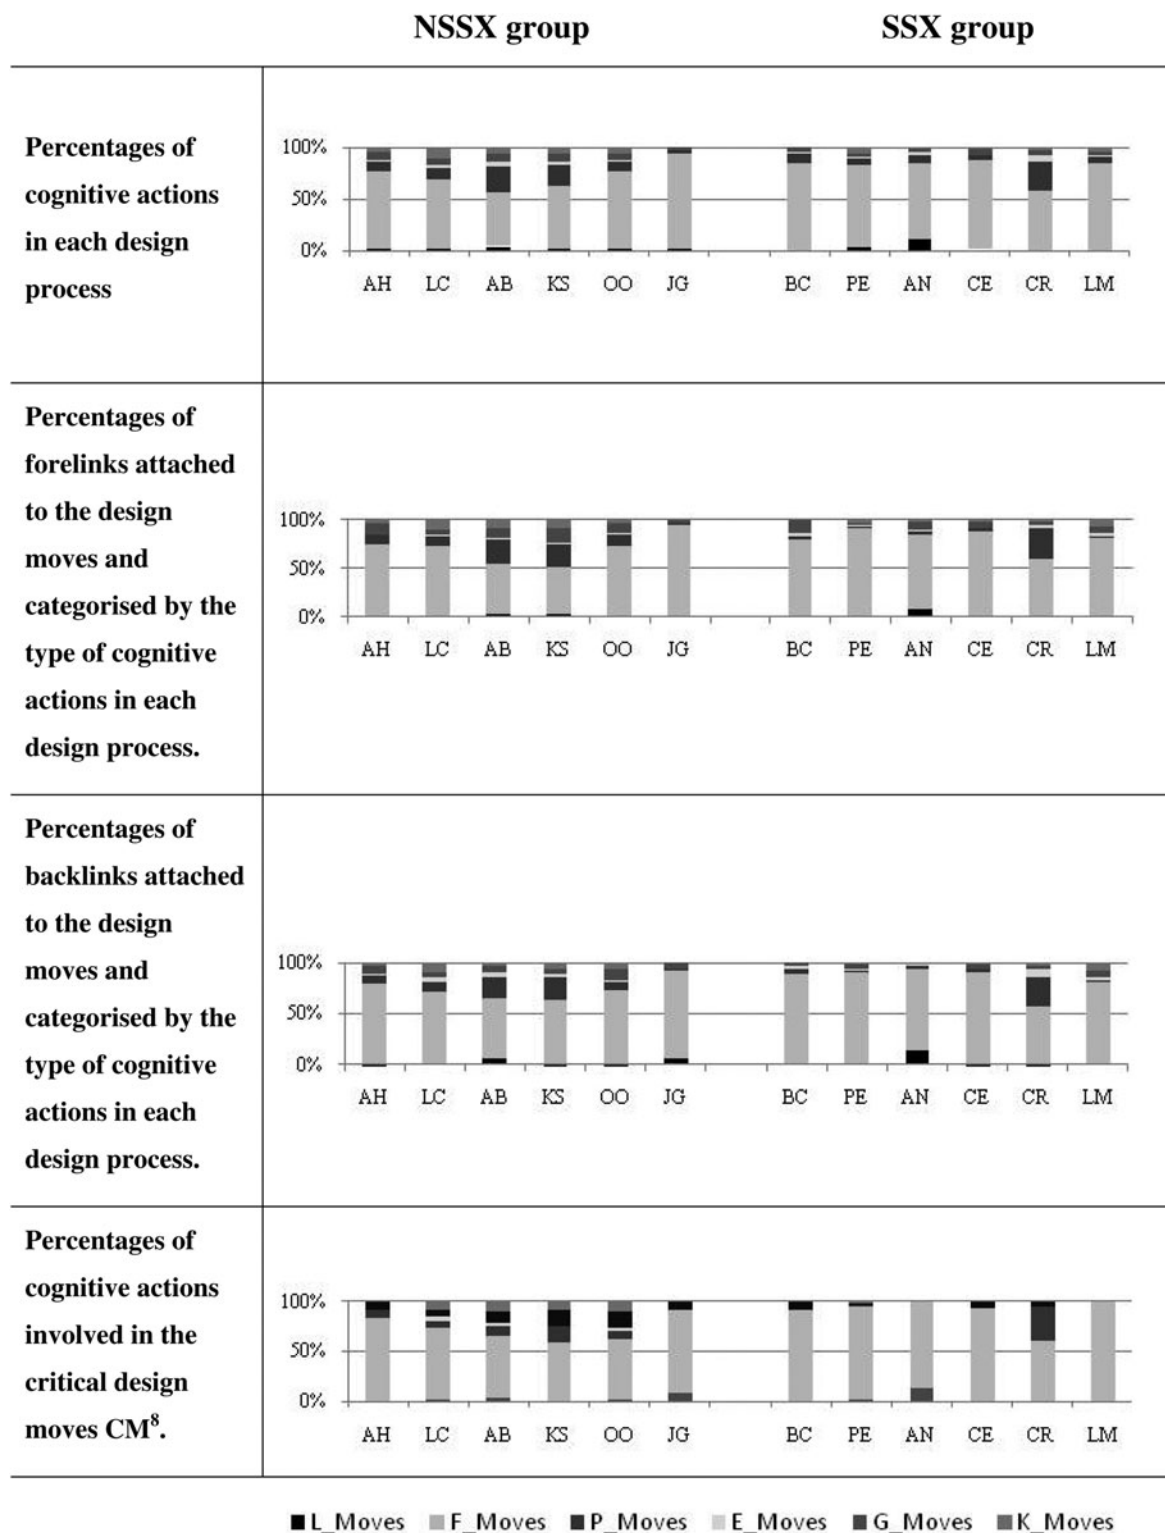 NSSX group
SSX group
Percentages of
cognitive actions
in each design
process
100%
50%
0%
AH LC AB KS OO JG BC PE AN CE CR LM
Percentages of
forelinks attached
to the design
moves and
categorised by the
type of cognitive
actions in each
design process.
100%
50%
0%
AH LC AB KS OO JG BC PE AN CE CR LM
Percentages of
backlinks attached
to the design
moves and
categorised by the
type of cognitive
actions in each
design process.
100%
50%
0%
AH LC AB KS OO JG BC PE AN CE CR LM
Percentages of
cognitive actions
involved in the
critical design
moves CM⁸.
100%
50%
0%
AH LC AB KS OO JG BC PE AN CE CR LM
L_Moves F_Moves P_Moves E_Moves G_Moves K_Moves